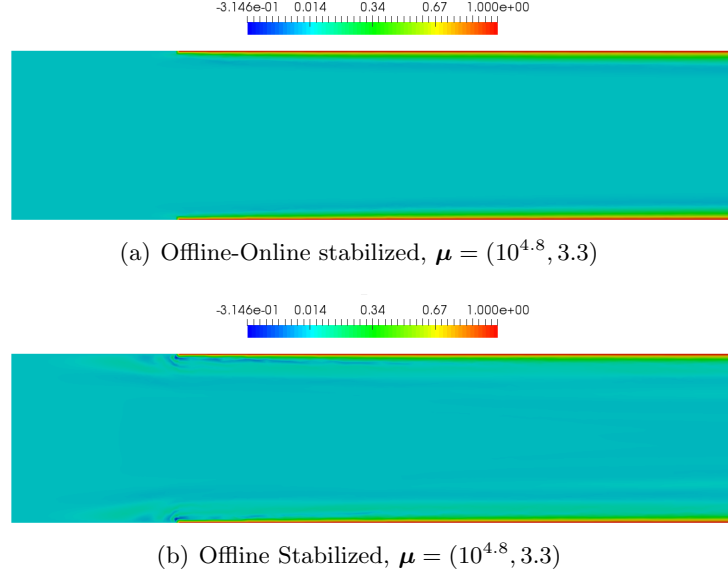 -3.146e-01 0.014 0.34 0.67 1.000e+00
(a) Offline-Online stabilized, μ = (10^{4.8}, 3.3)
-3.146e-01 0.014 0.34 0.67 1.000e+00
(b) Offline Stabilized, μ = (10^{4.8}, 3.3)